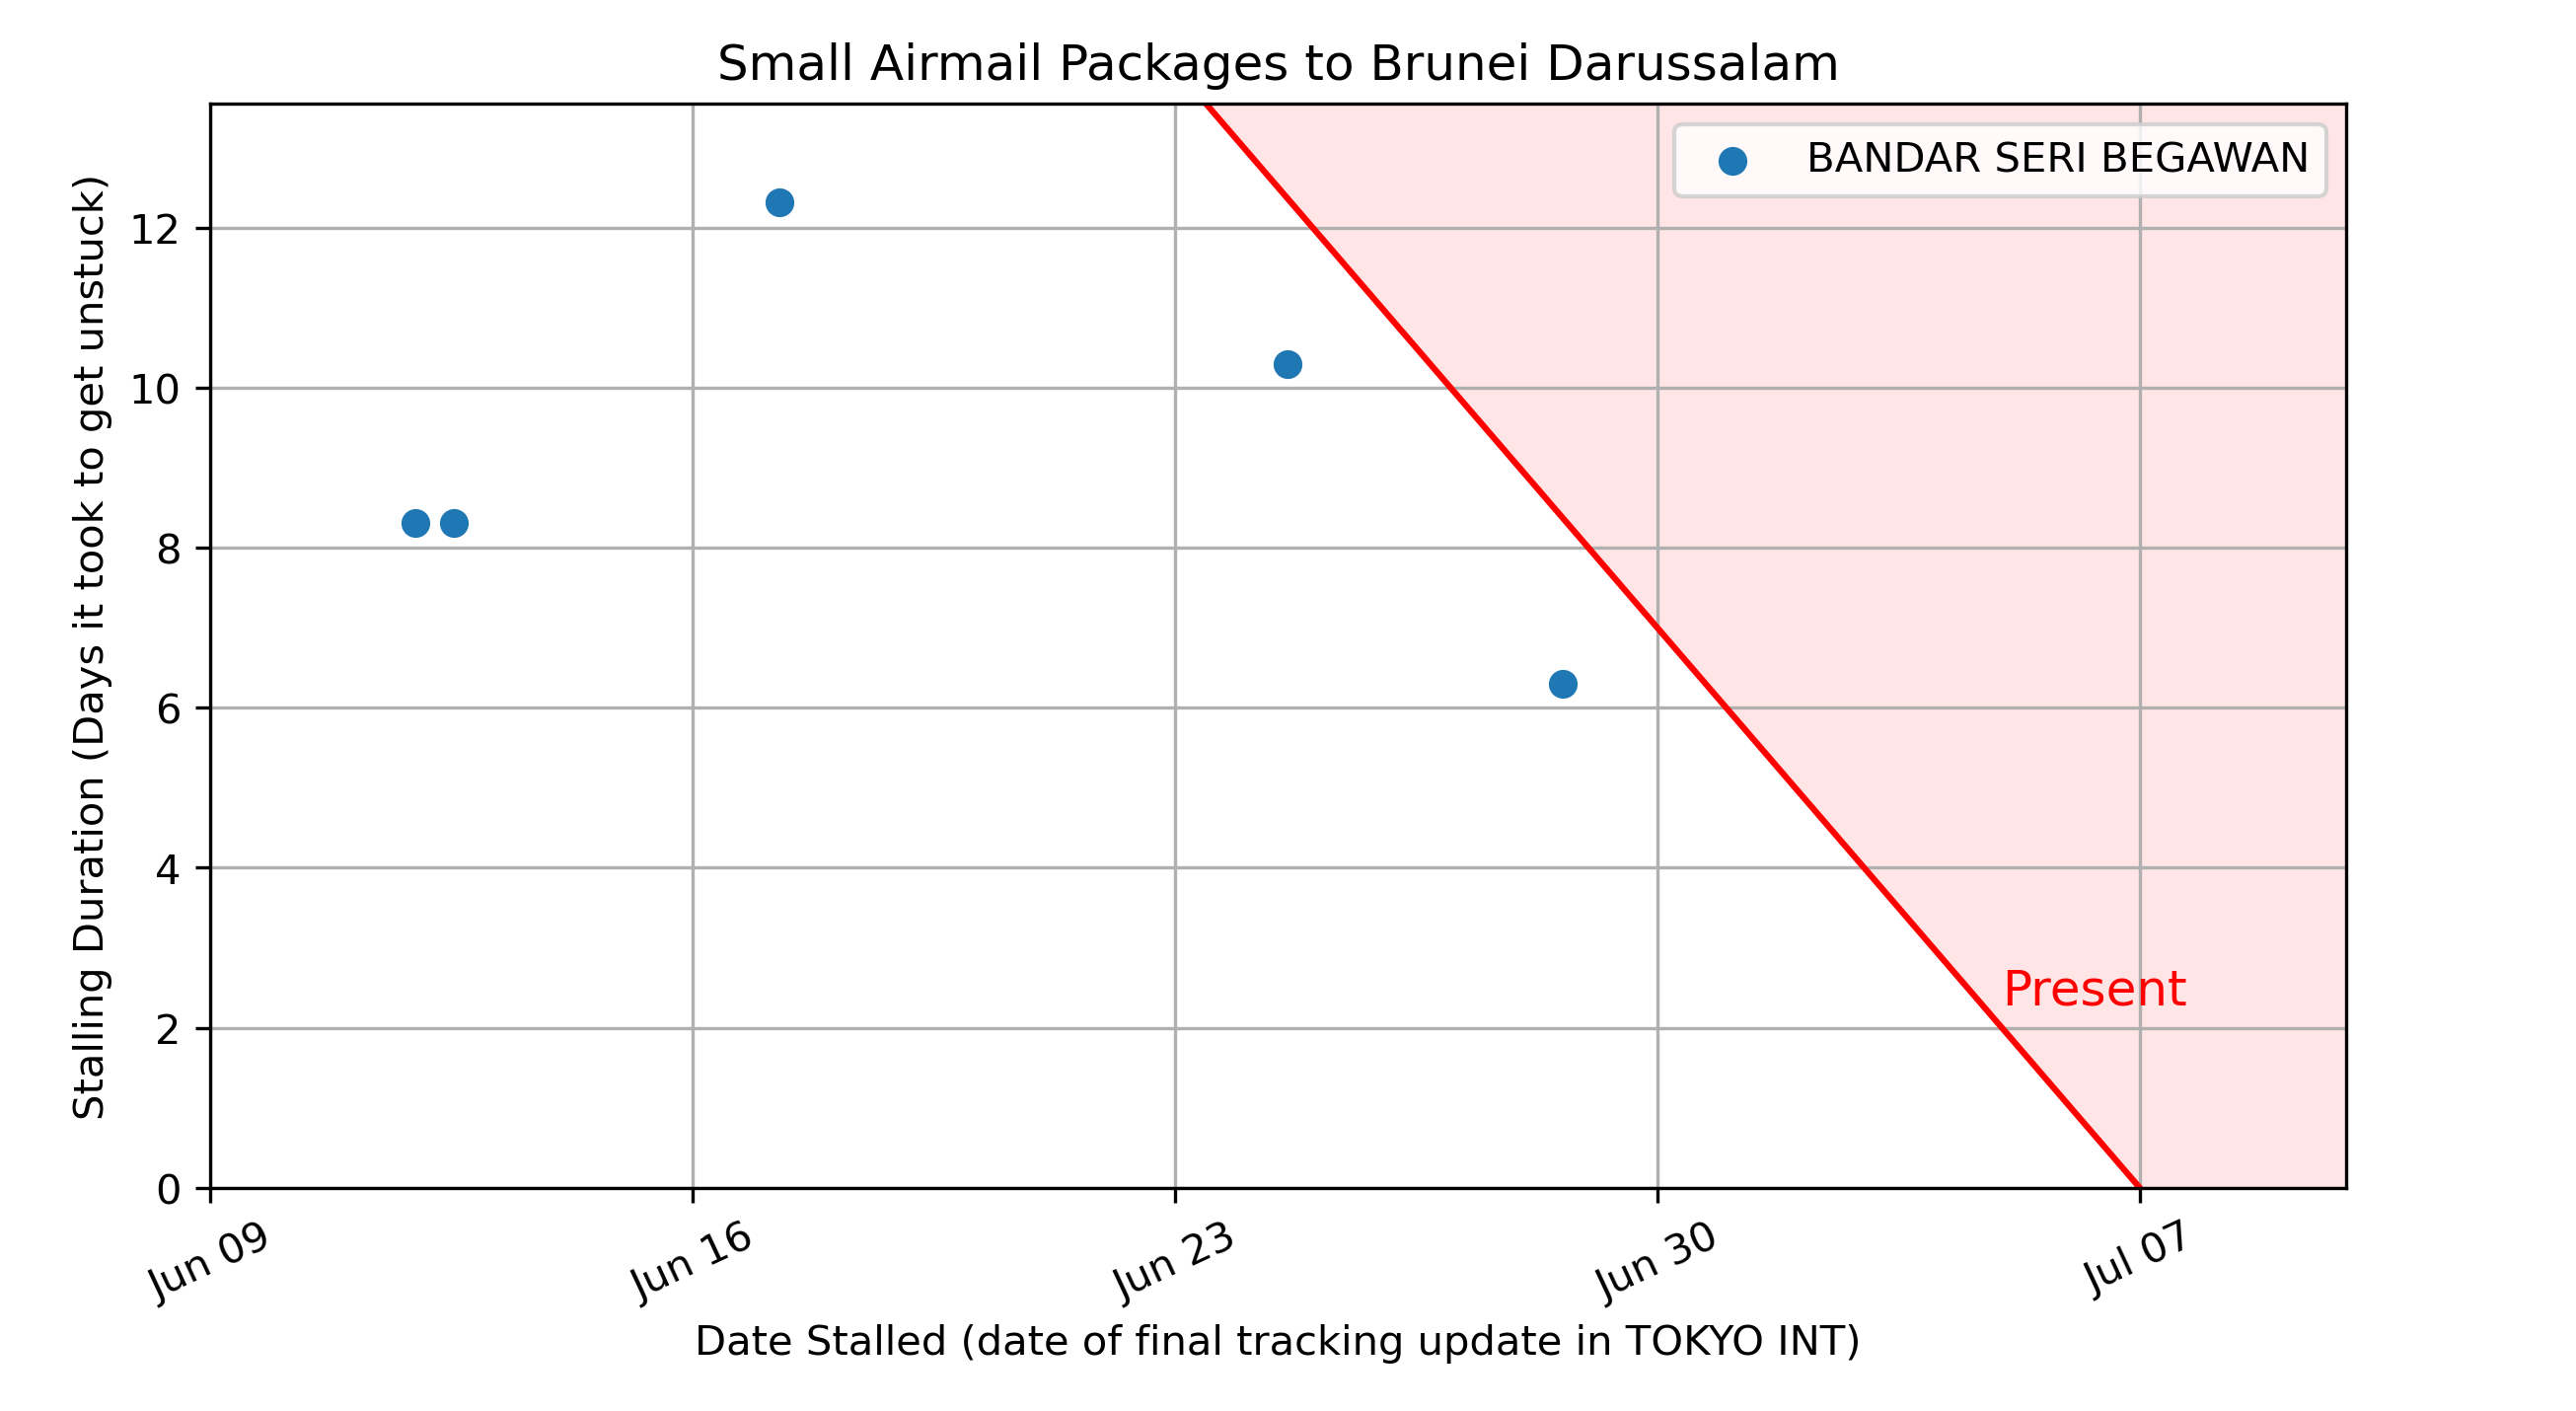 Small Airmail Packages to Brunei Darussalam
BANDAR SERI BEGAWAN
Stalling Duration (Days it took to get unstuck)
12
10
8
6
4
2
0
Present
Jun 09
Jun 16
Jun 23
Jun 30
Jul 07
Date Stalled (date of final tracking update in TOKYO INT)